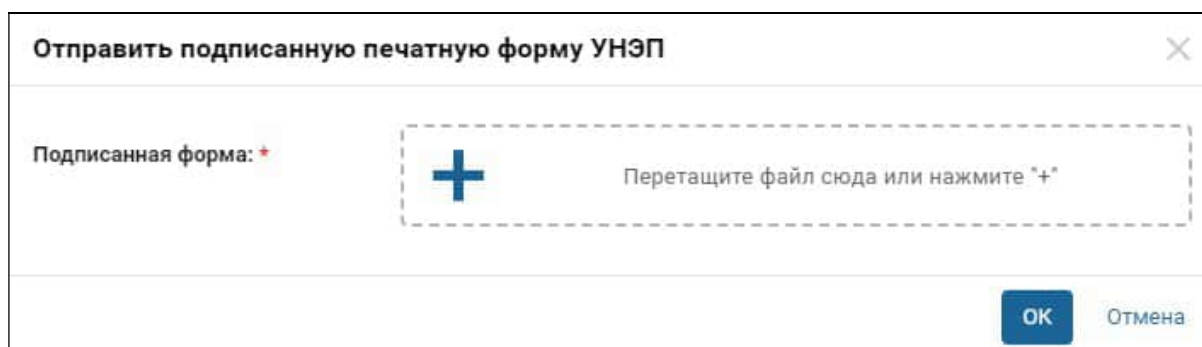 Отправить подписанную печатную форму УНЭП
Подписанная форма: *
Перетащите файл сюда или нажмите "+"
ОК Отмена